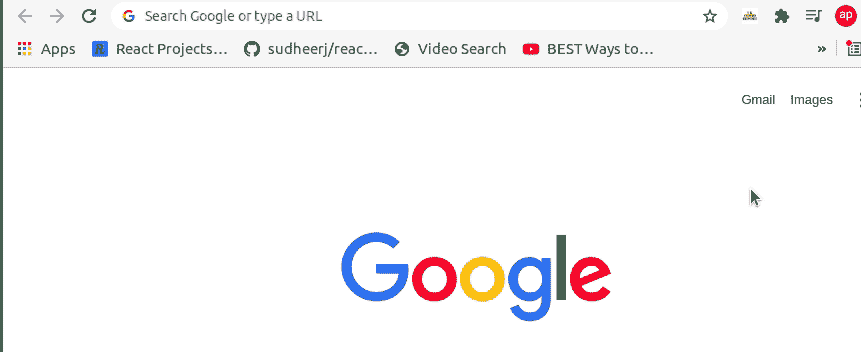 Search Google or type a URL
ap
Apps React Projects… sudheerj/reac… Video Search BEST Ways to… »
Gmail Images
Google